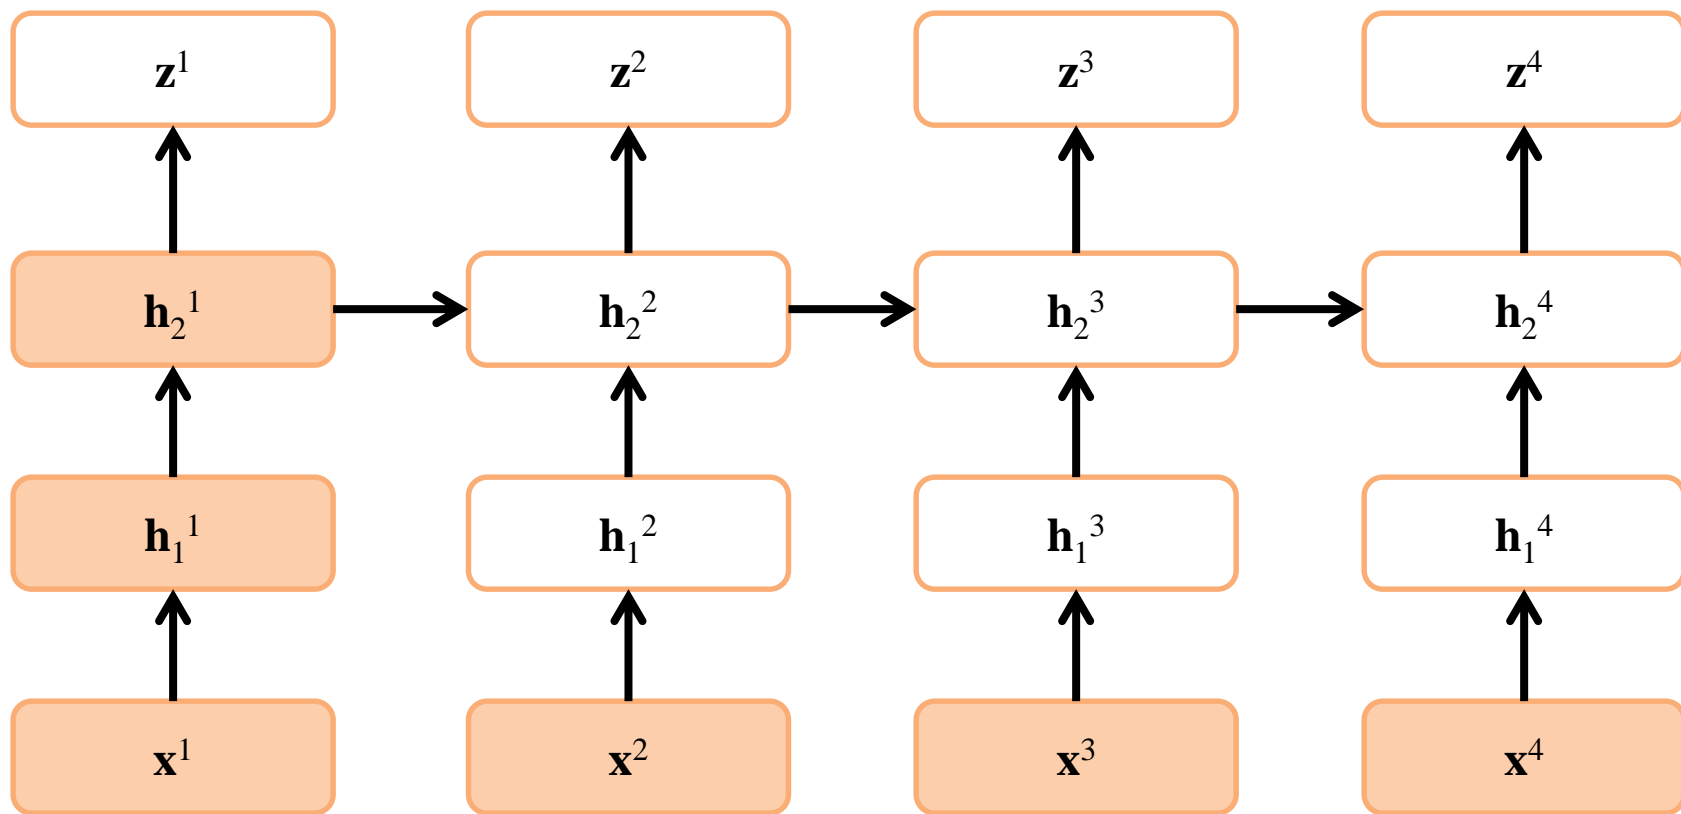 z¹ z² z³ z⁴
h₂¹ h₂² h₂³ h₂⁴
h₁¹ h₁² h₁³ h₁⁴
x¹ x² x³ x⁴